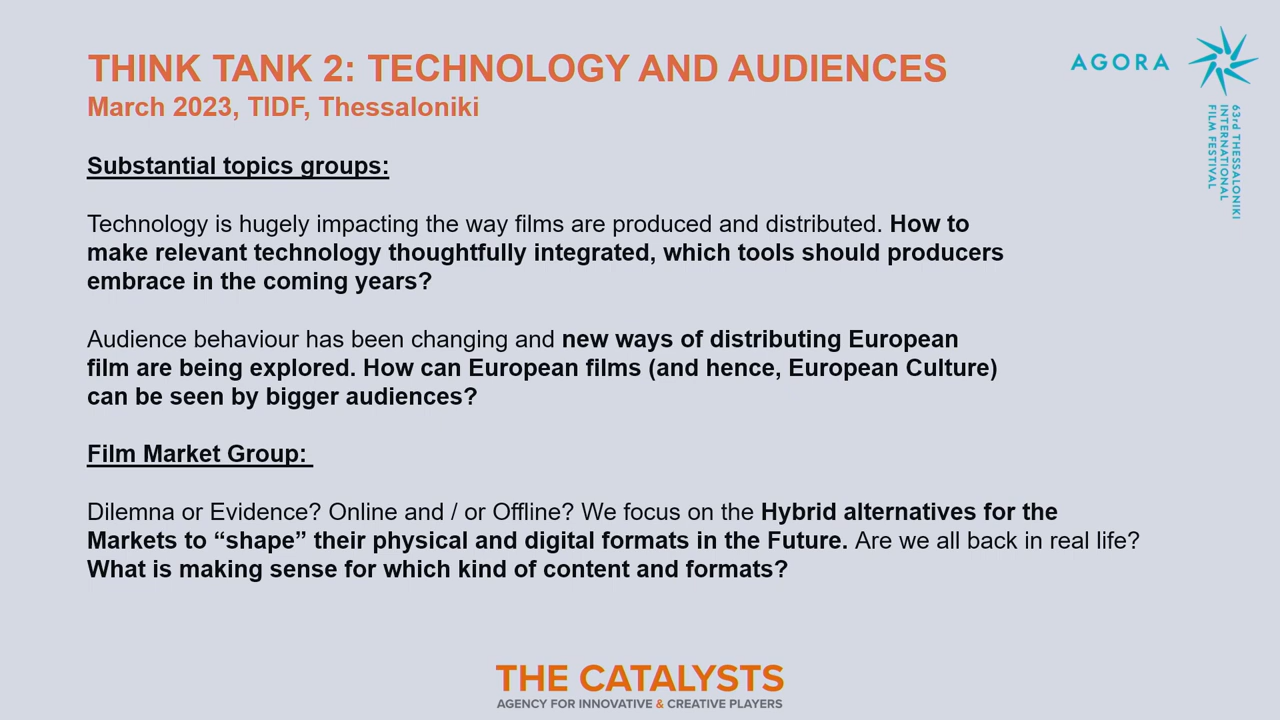 THINK TANK 2: TECHNOLOGY AND AUDIENCES
March 2023, TIDF, Thessaloniki
AGORA
63rd THESSALONIKI
INTERNATIONAL
FILM FESTIVAL
Substantial topics groups:
Technology is hugely impacting the way films are produced and distributed. How to
make relevant technology thoughtfully integrated, which tools should producers
embrace in the coming years?
Audience behaviour has been changing and new ways of distributing European
film are being explored. How can European films (and hence, European Culture)
can be seen by bigger audiences?
Film Market Group:
Dilemna or Evidence? Online and / or Offline? We focus on the Hybrid alternatives for the
Markets to “shape” their physical and digital formats in the Future. Are we all back in real life?
What is making sense for which kind of content and formats?
THE CATALYSTS
AGENCY FOR INNOVATIVE & CREATIVE PLAYERS